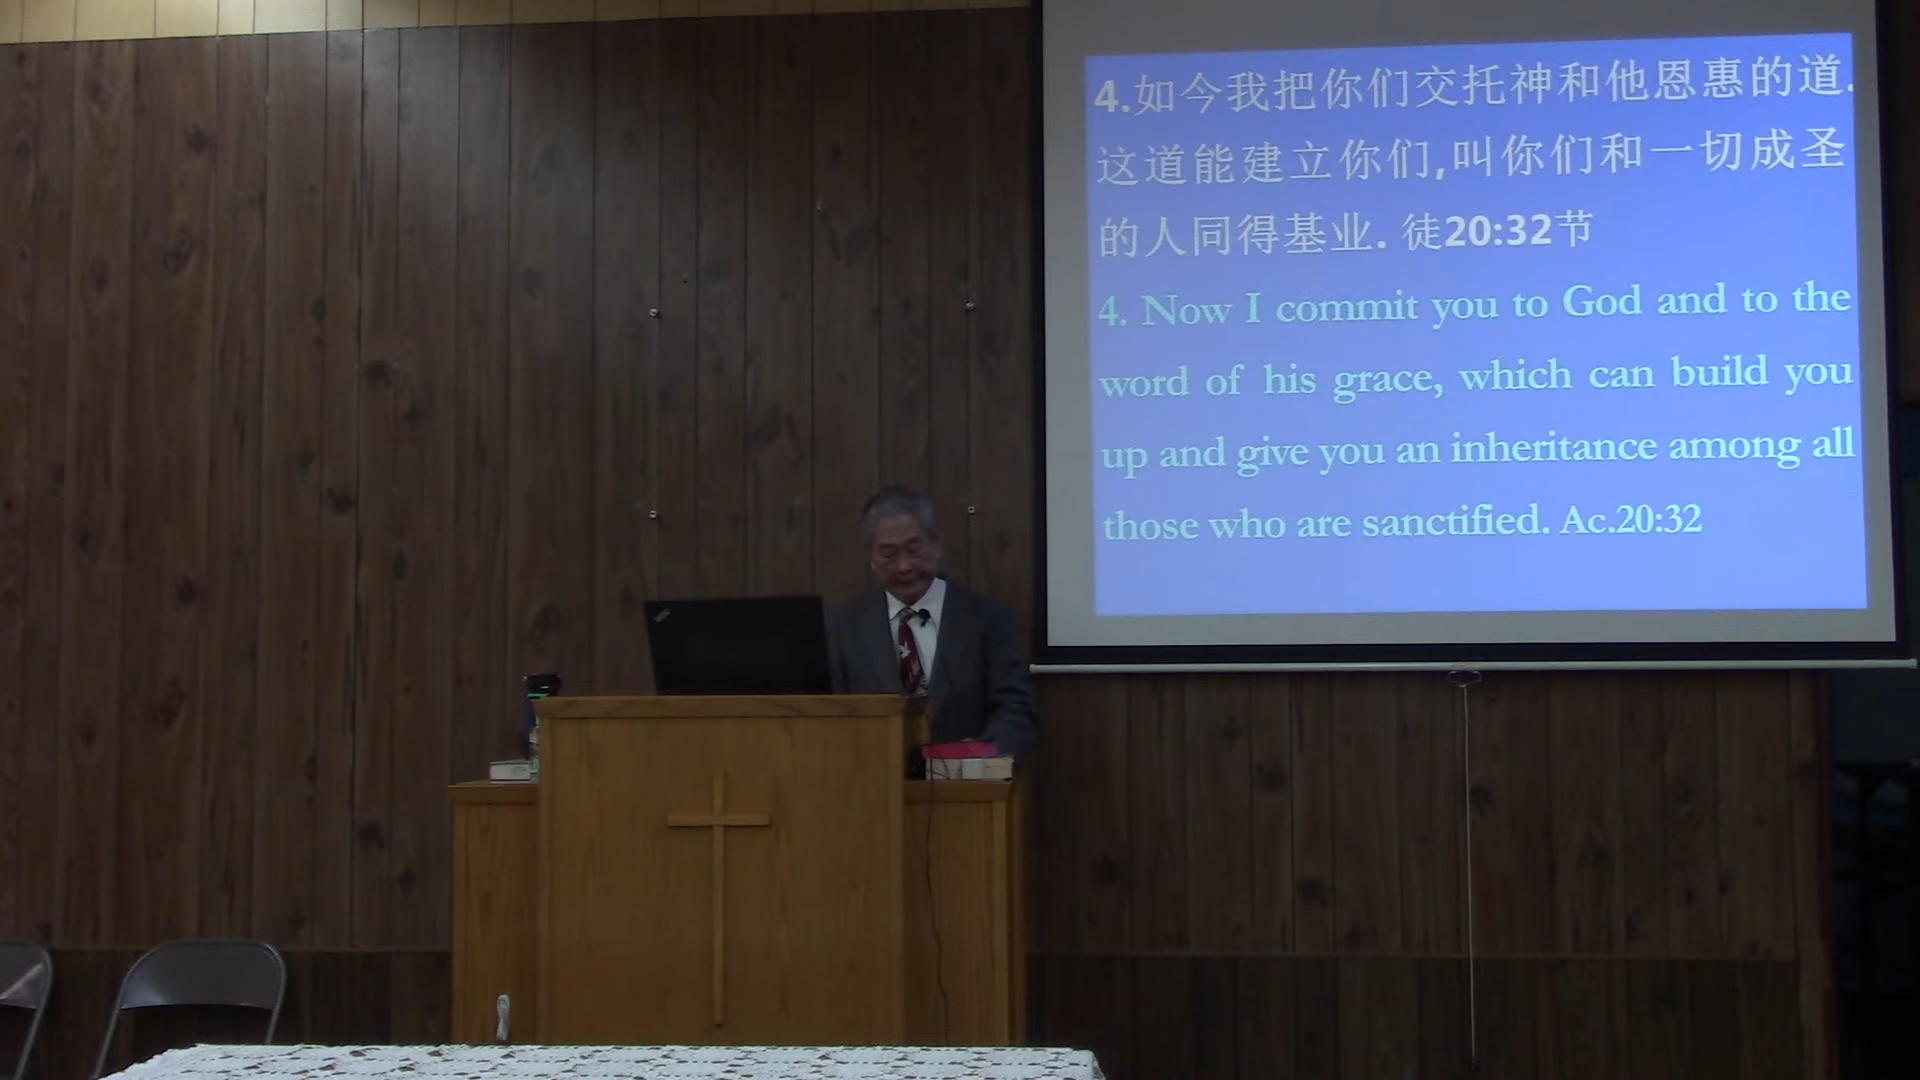 4.如今我把你们交托神和他恩惠的道.
这道能建立你们,叫你们和一切成圣
的人同得基业. 徒20:32节
4. Now I commit you to God and to the
word of his grace, which can build you
up and give you an inheritance among all
those who are sanctified. Ac.20:32